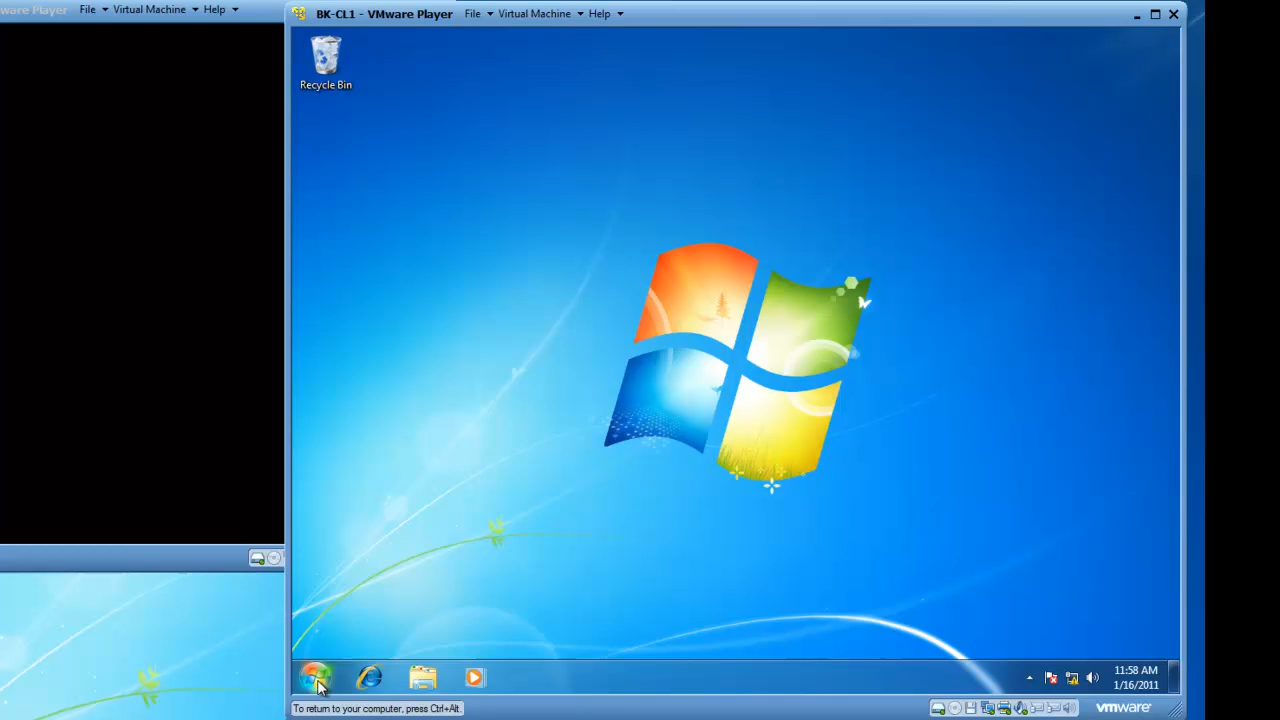 ware Player File Virtual Machine Help
BK-CL1 - VMware Player File Virtual Machine Help
Recycle Bin
11:58 AM
1/16/2011
To return to your computer, press Ctrl+Alt.
vmware